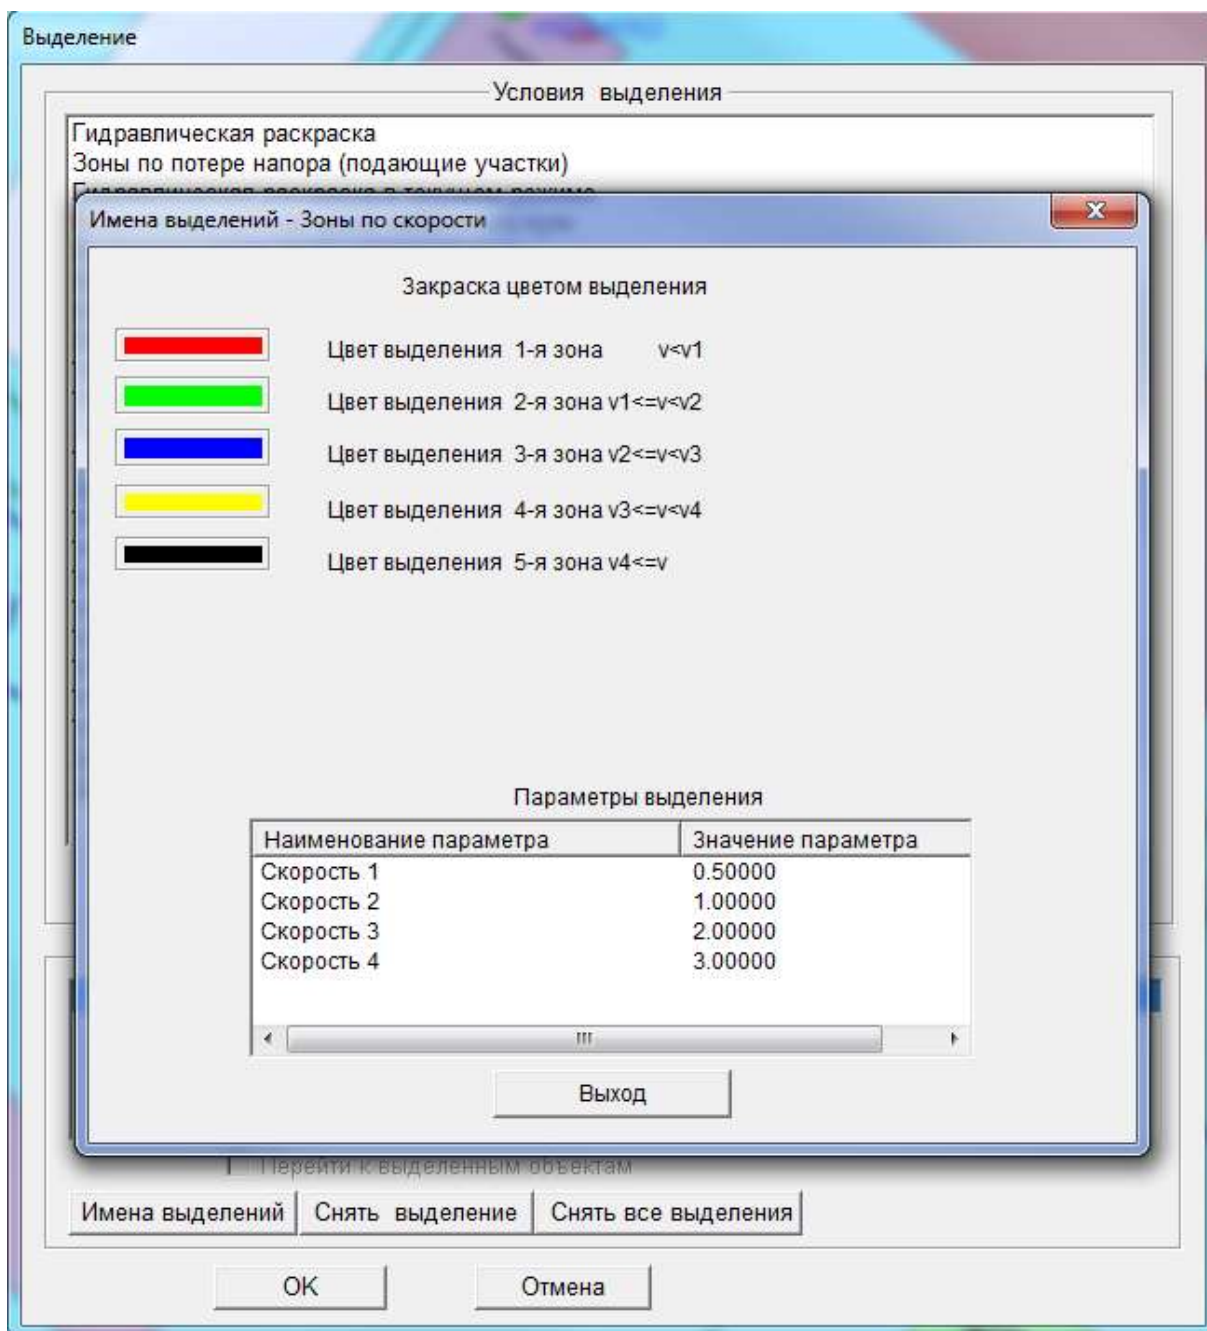 Выделение
Условия выделения
Гидравлическая раскраска
Зоны по потере напора (подающие участки)
Гидравлическая раскраска в текущем режиме
Имена выделений - Зоны по скорости
Закраска цветом выделения
Цвет выделения 1-я зона v<v1
Цвет выделения 2-я зона v1<=v<v2
Цвет выделения 3-я зона v2<=v<v3
Цвет выделения 4-я зона v3<=v<v4
Цвет выделения 5-я зона v4<=v
Параметры выделения
Наименование параметра Значение параметра
Скорость 1 0.50000
Скорость 2 1.00000
Скорость 3 2.00000
Скорость 4 3.00000
Выход
Перейти к выделенным объектам
Имена выделений Снять выделение Снять все выделения
OK Отмена